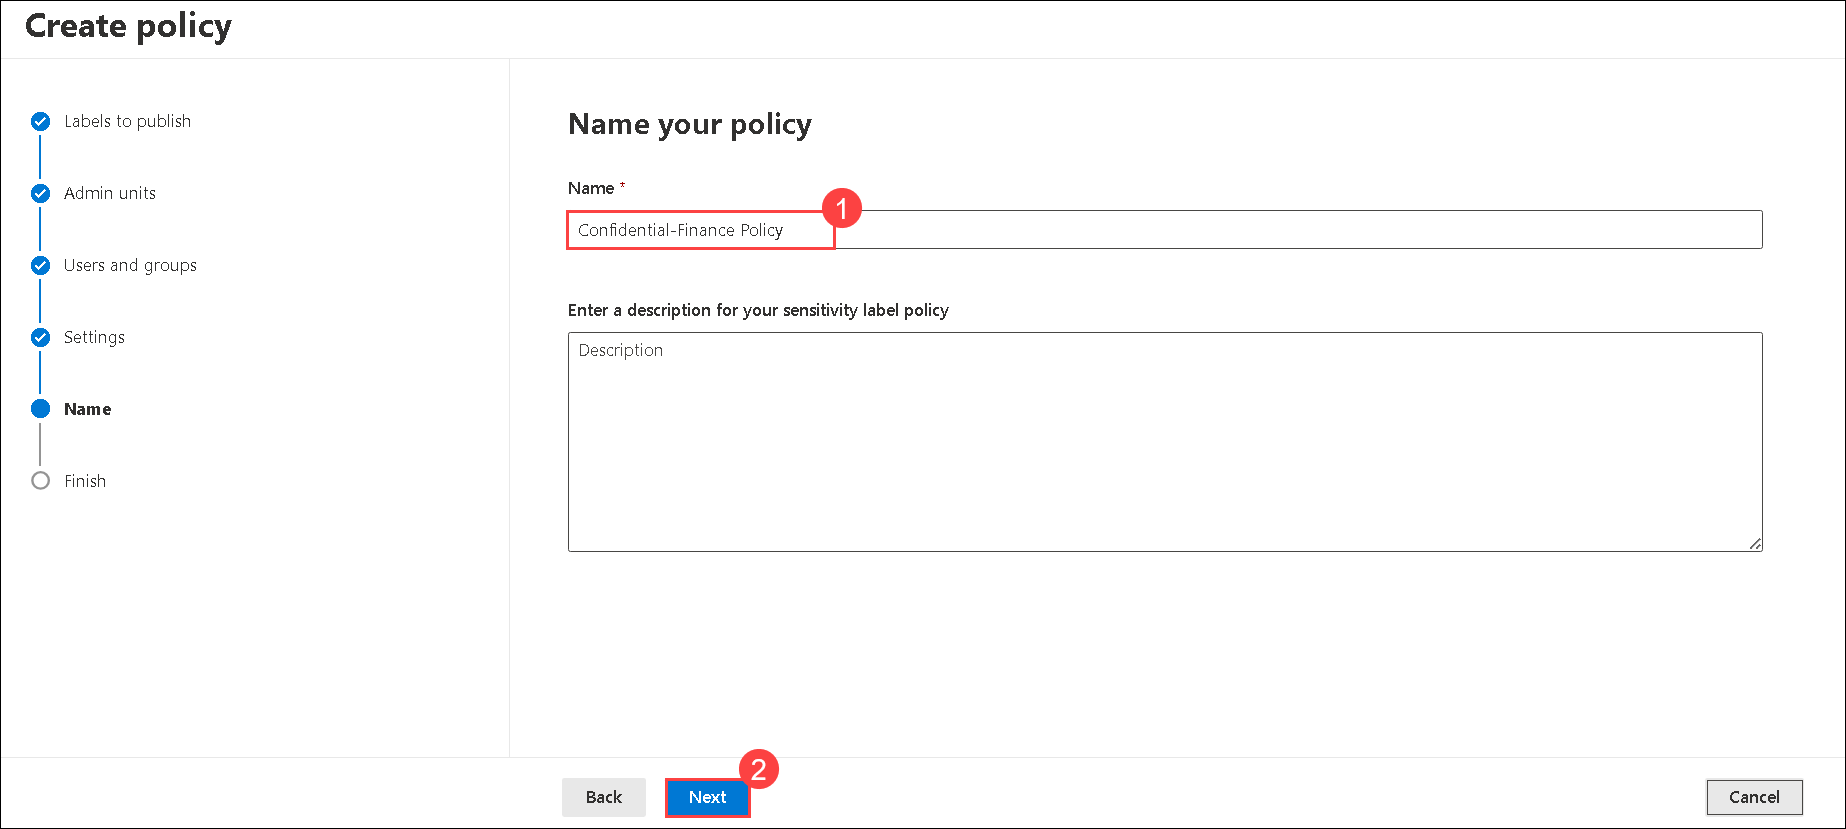 Create policy
Labels to publish
Admin units
Users and groups
Settings
Name
Finish
Name your policy
Name *
1
Confidential-Finance Policy
Enter a description for your sensitivity label policy
Description
2
Back
Next
Cancel